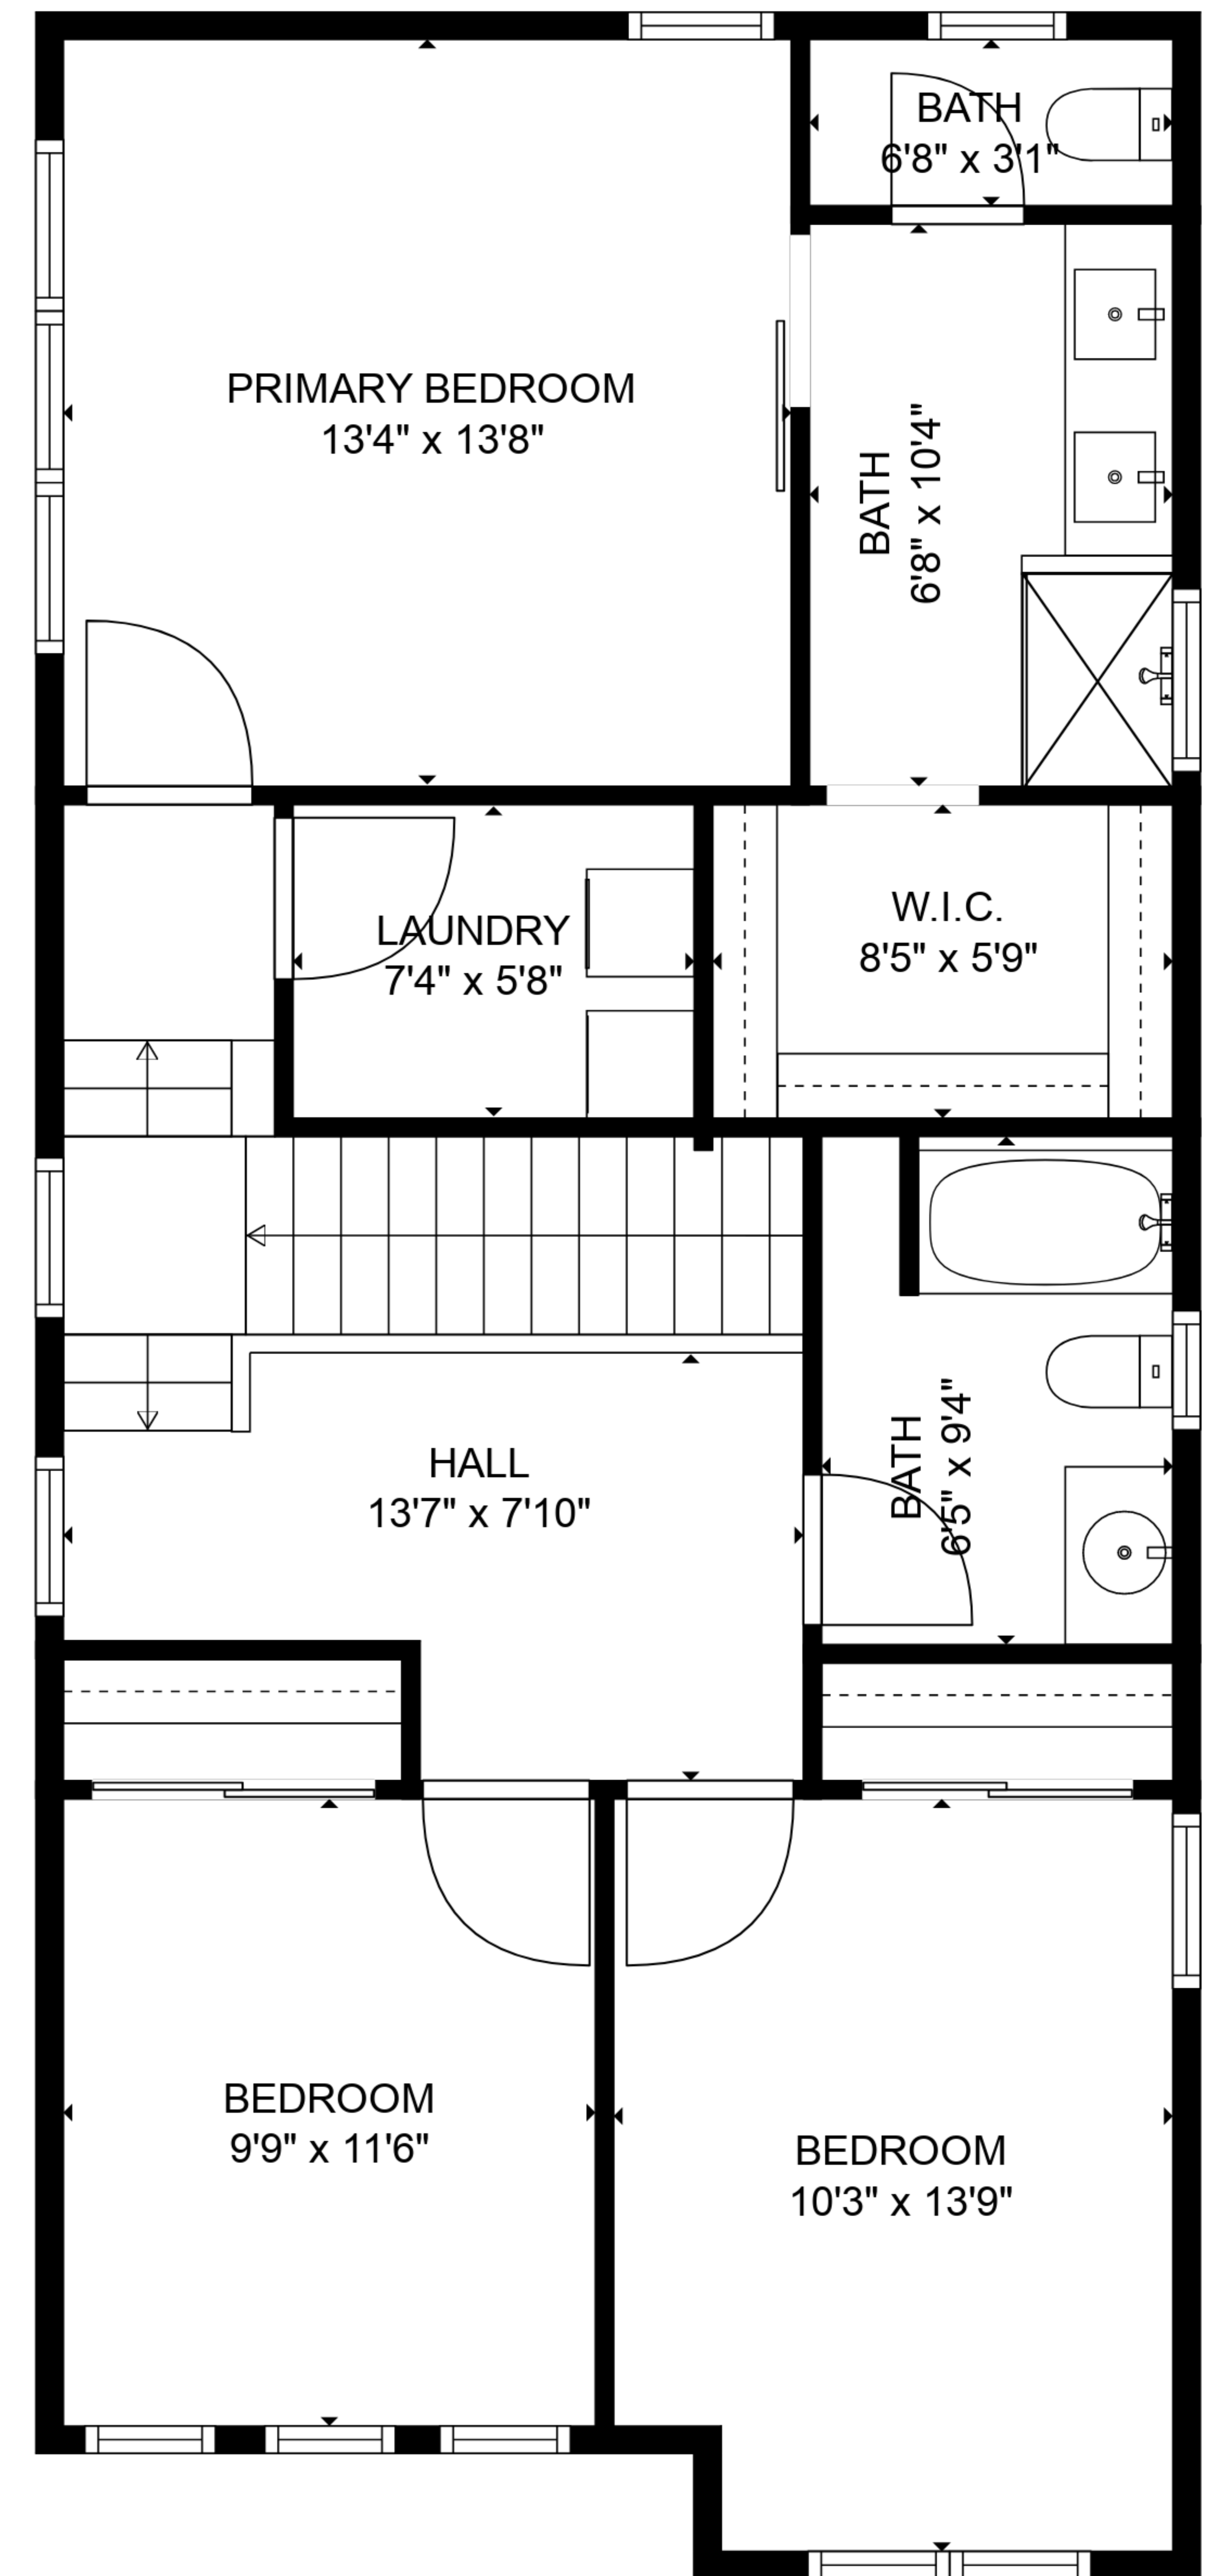 BATH
6'8" x 3'1"
PRIMARY BEDROOM
13'4" x 13'8"
BATH
6'8" x 10'4"
W.I.C.
8'5" x 5'9"
LAUNDRY
7'4" x 5'8"
BATH
6'5" x 9'4"
HALL
13'7" x 7'10"
BEDROOM
9'9" x 11'6"
BEDROOM
10'3" x 13'9"